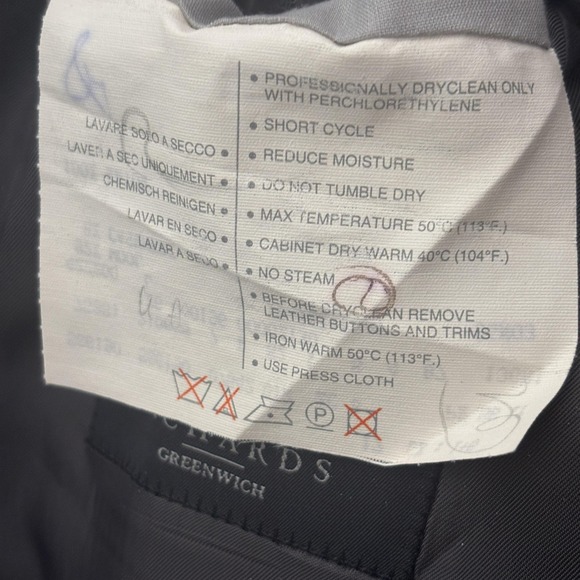 LAVARE SOLO A SECCO •
LAVER A SEC UNIQUEMENT •
CHEMISCH REINIGEN •
LAVAR EN SECO •
LAVAR A SECO •
• PROFESSIONALLY DRYCLEAN ONLY
WITH PERCHLORETHYLENE
• SHORT CYCLE
• REDUCE MOISTURE
• DO NOT TUMBLE DRY
• MAX TEMPERATURE 50°C (113°F.)
• CABINET DRY WARM 40°C (104°F.)
• NO STEAM
• BEFORE DRYCLEAN REMOVE
LEATHER BUTTONS AND TRIMS
• IRON WARM 50°C (113°F.)
• USE PRESS CLOTH
P
HARDS
GREENWICH